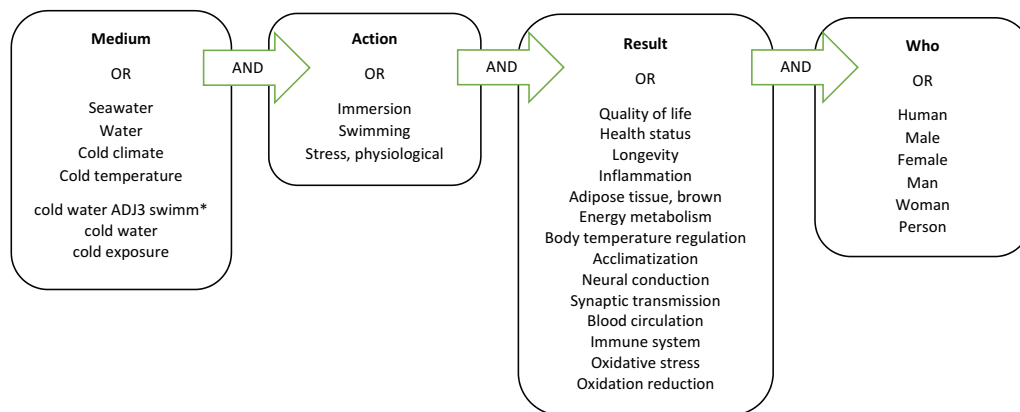 Medium
OR
Seawater
Water
Cold climate
Cold temperature
cold water ADJ3 swimm*
cold water
cold exposure
AND
Action
OR
Immersion
Swimming
Stress, physiological
AND
Result
OR
Quality of life
Health status
Longevity
Inflammation
Adipose tissue, brown
Energy metabolism
Body temperature regulation
Acclimatization
Neural conduction
Synaptic transmission
Blood circulation
Immune system
Oxidative stress
Oxidation reduction
AND
Who
OR
Human
Male
Female
Man
Woman
Person